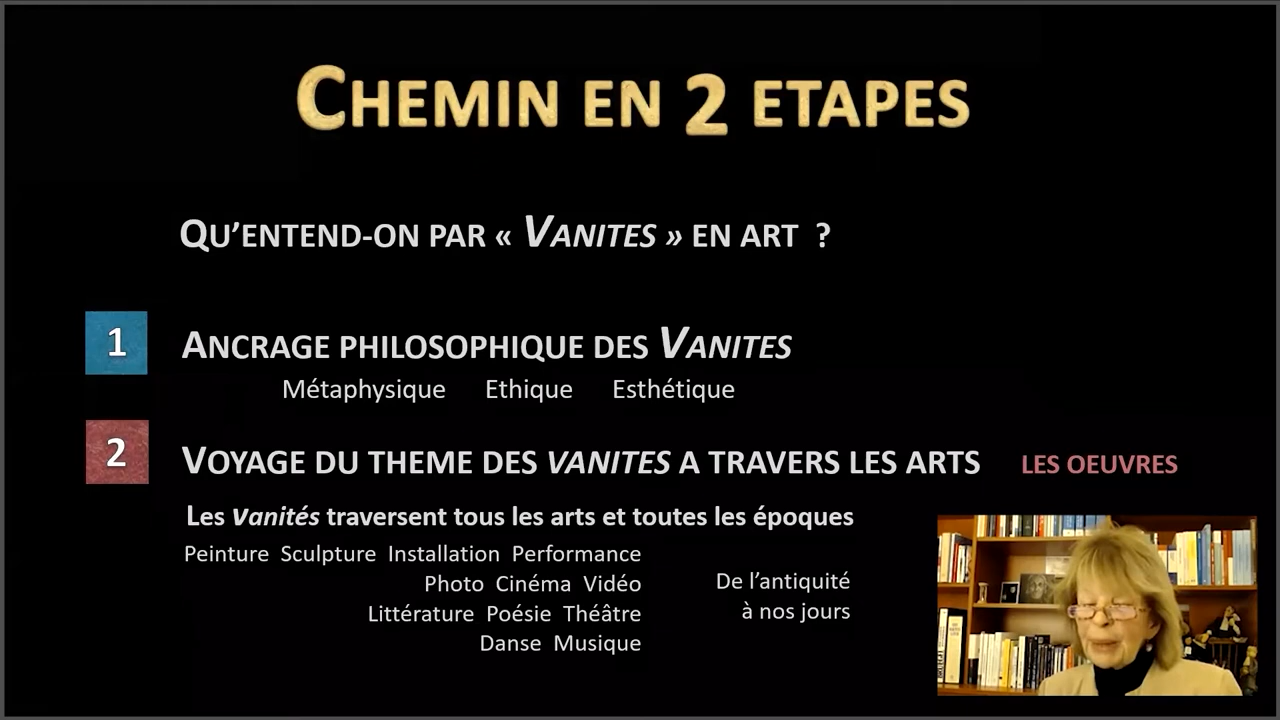 CHEMIN EN 2 ETAPES
QU'ENTEND-ON PAR « VANITES » EN ART ?
1 ANCRAGE PHILOSOPHIQUE DES VANITES
Métaphysique Ethique Esthétique
2 VOYAGE DU THEME DES VANITES A TRAVERS LES ARTS LES OEUVRES
Les Vanités traversent tous les arts et toutes les époques
Peinture Sculpture Installation Performance
Photo Cinéma Vidéo
Littérature Poésie Théâtre
Danse Musique
De l'antiquité
à nos jours